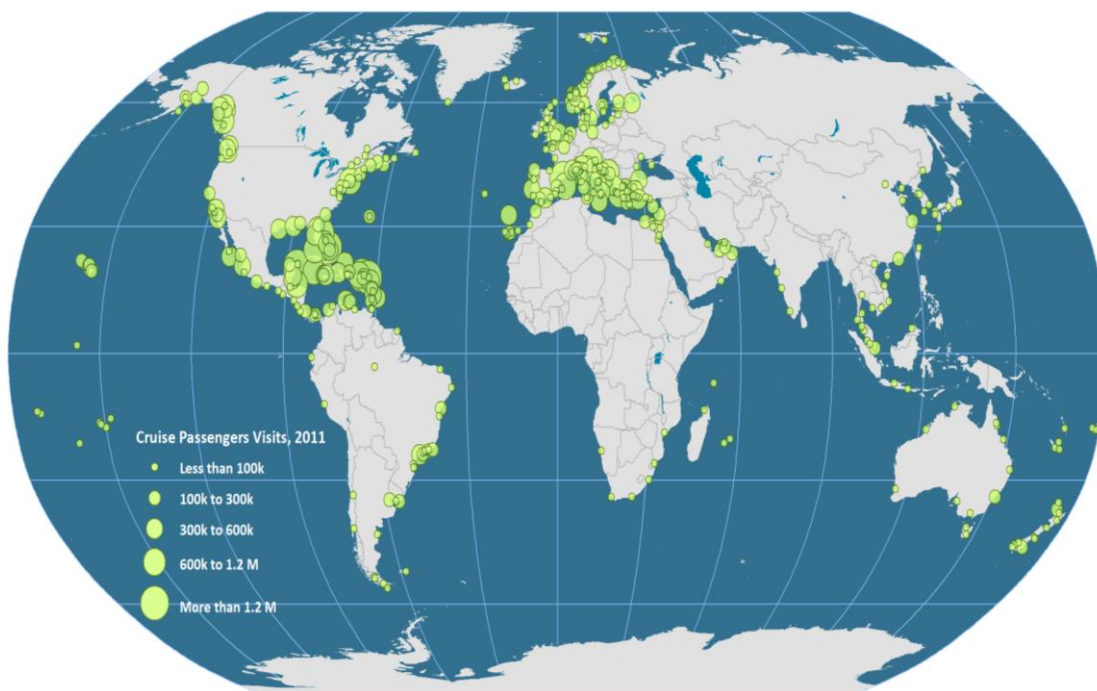 Cruise Passengers Visits, 2011
Less than 100k
100k to 300k
300k to 600k
600k to 1.2 M
More than 1.2 M